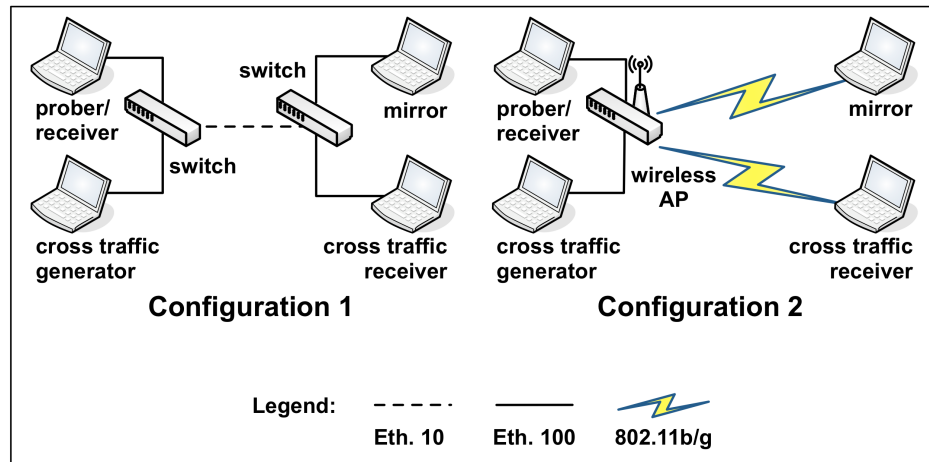 switch
prober/
receiver
switch
mirror
cross traffic
generator
cross traffic
receiver
Configuration 1
prober/
receiver
wireless
AP
mirror
cross traffic
generator
cross traffic
receiver
Configuration 2
Legend:
Eth. 10
Eth. 100
802.11b/g